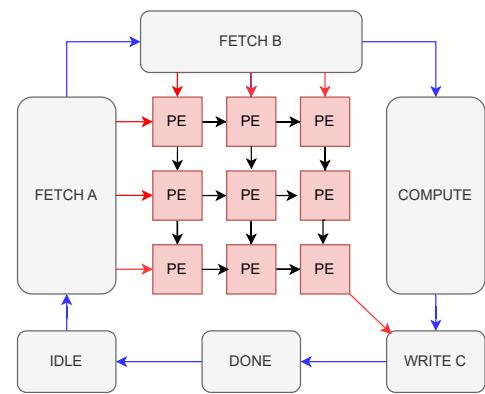 FETCH B
PE PE PE
FETCH A
PE PE PE
COMPUTE
PE PE PE
IDLE
DONE
WRITE C